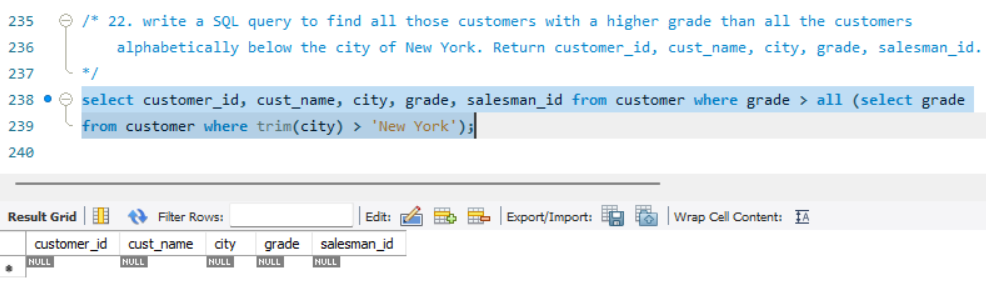 235 /* 22. write a SQL query to find all those customers with a higher grade than all the customers
236 alphabetically below the city of New York. Return customer_id, cust_name, city, grade, salesman_id.
237 */
238 select customer_id, cust_name, city, grade, salesman_id from customer where grade > all (select grade
239 from customer where trim(city) > 'New York');
240
Result Grid Filter Rows: Edit: Export/Import: Wrap Cell Content: IA
customer_id cust_name city grade salesman_id
* NULL NULL NULL NULL NULL